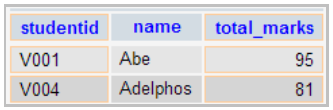 studentid name total_marks
V001 Abe 95
V004 Adelphos 81